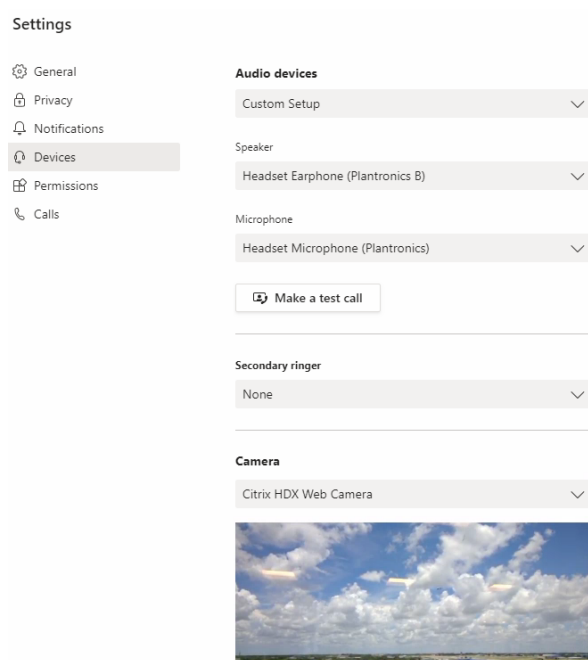 Settings
General
Privacy
Notifications
Devices
Permissions
Calls
Audio devices
Custom Setup
Speaker
Headset Earphone (Plantronics B)
Microphone
Headset Microphone (Plantronics)
Make a test call
Secondary ringer
None
Camera
Citrix HDX Web Camera